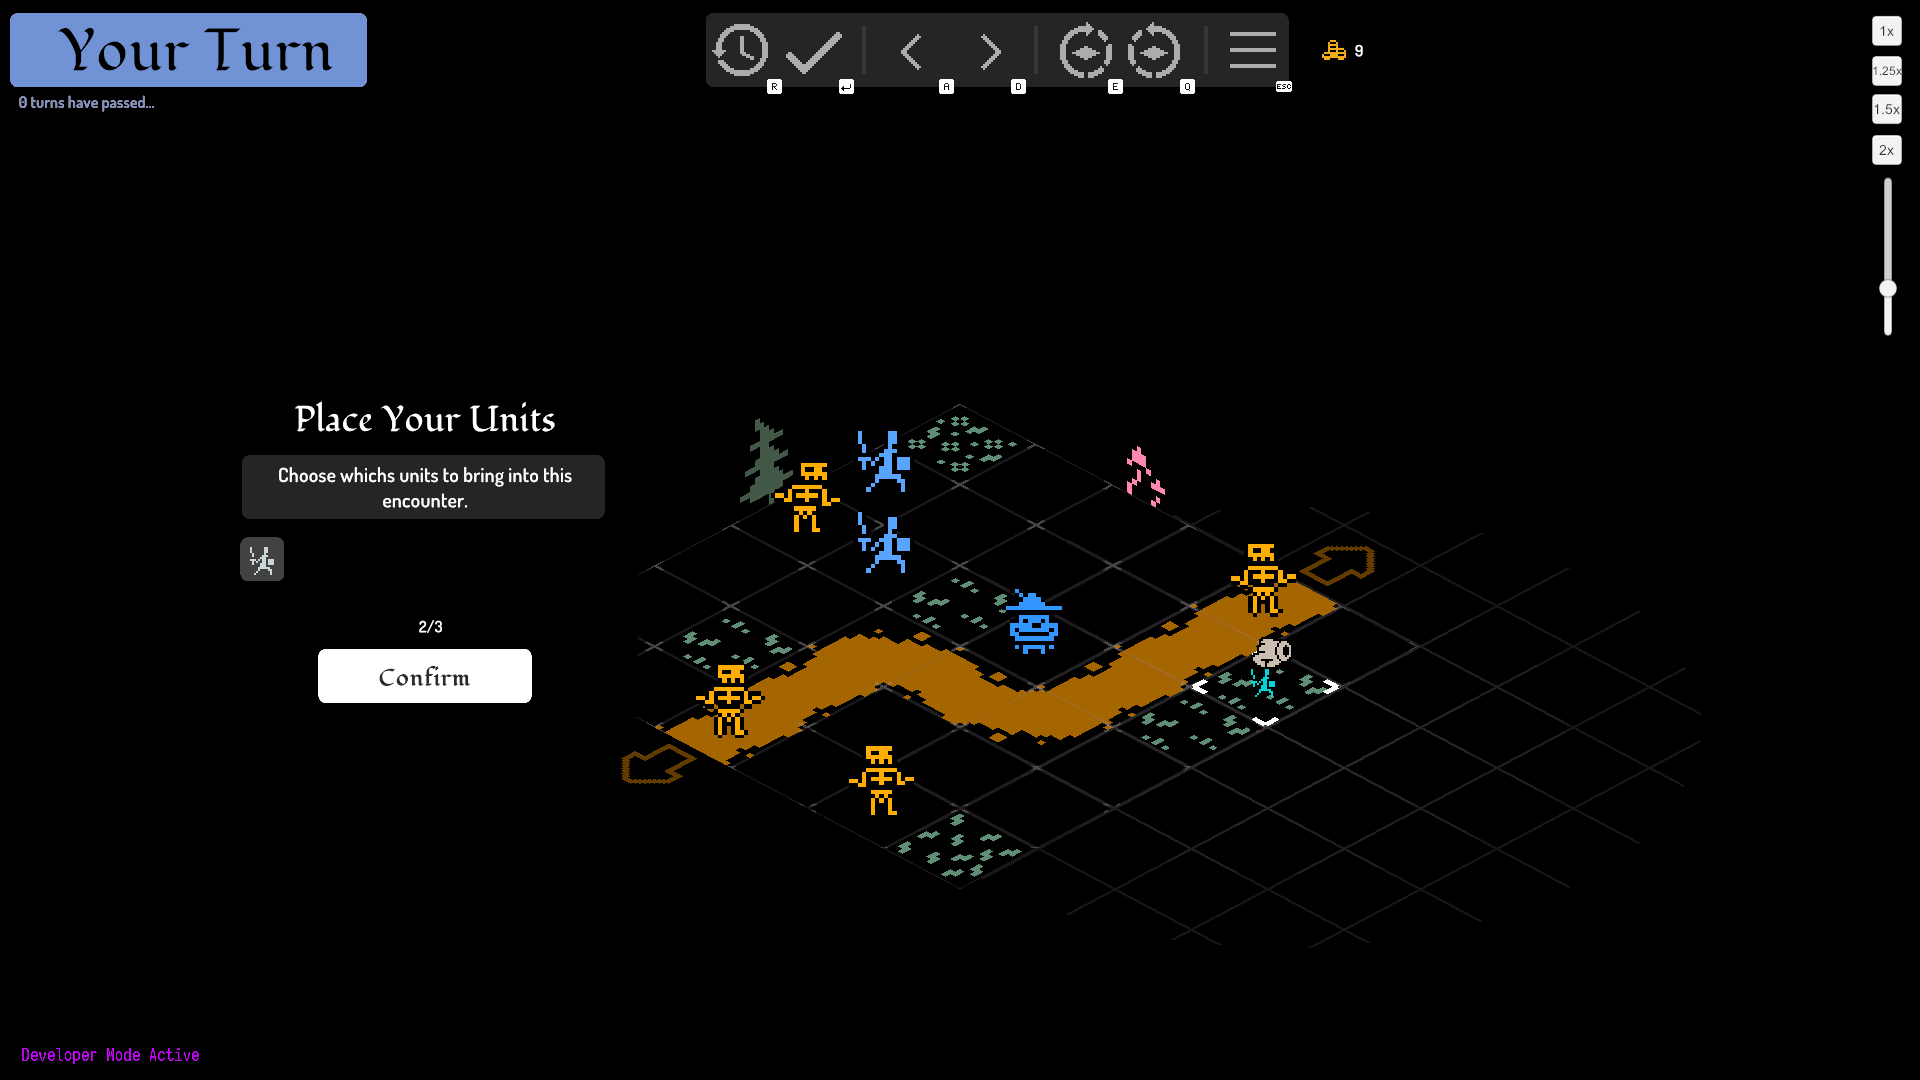 Your Turn
0 turns have passed...
R
A
D
E
Q
ESC
9
1x
1.25x
1.5x
2x
Place Your Units
Choose whichs units to bring into this
encounter.
2/3
Confirm
Developer Mode Active